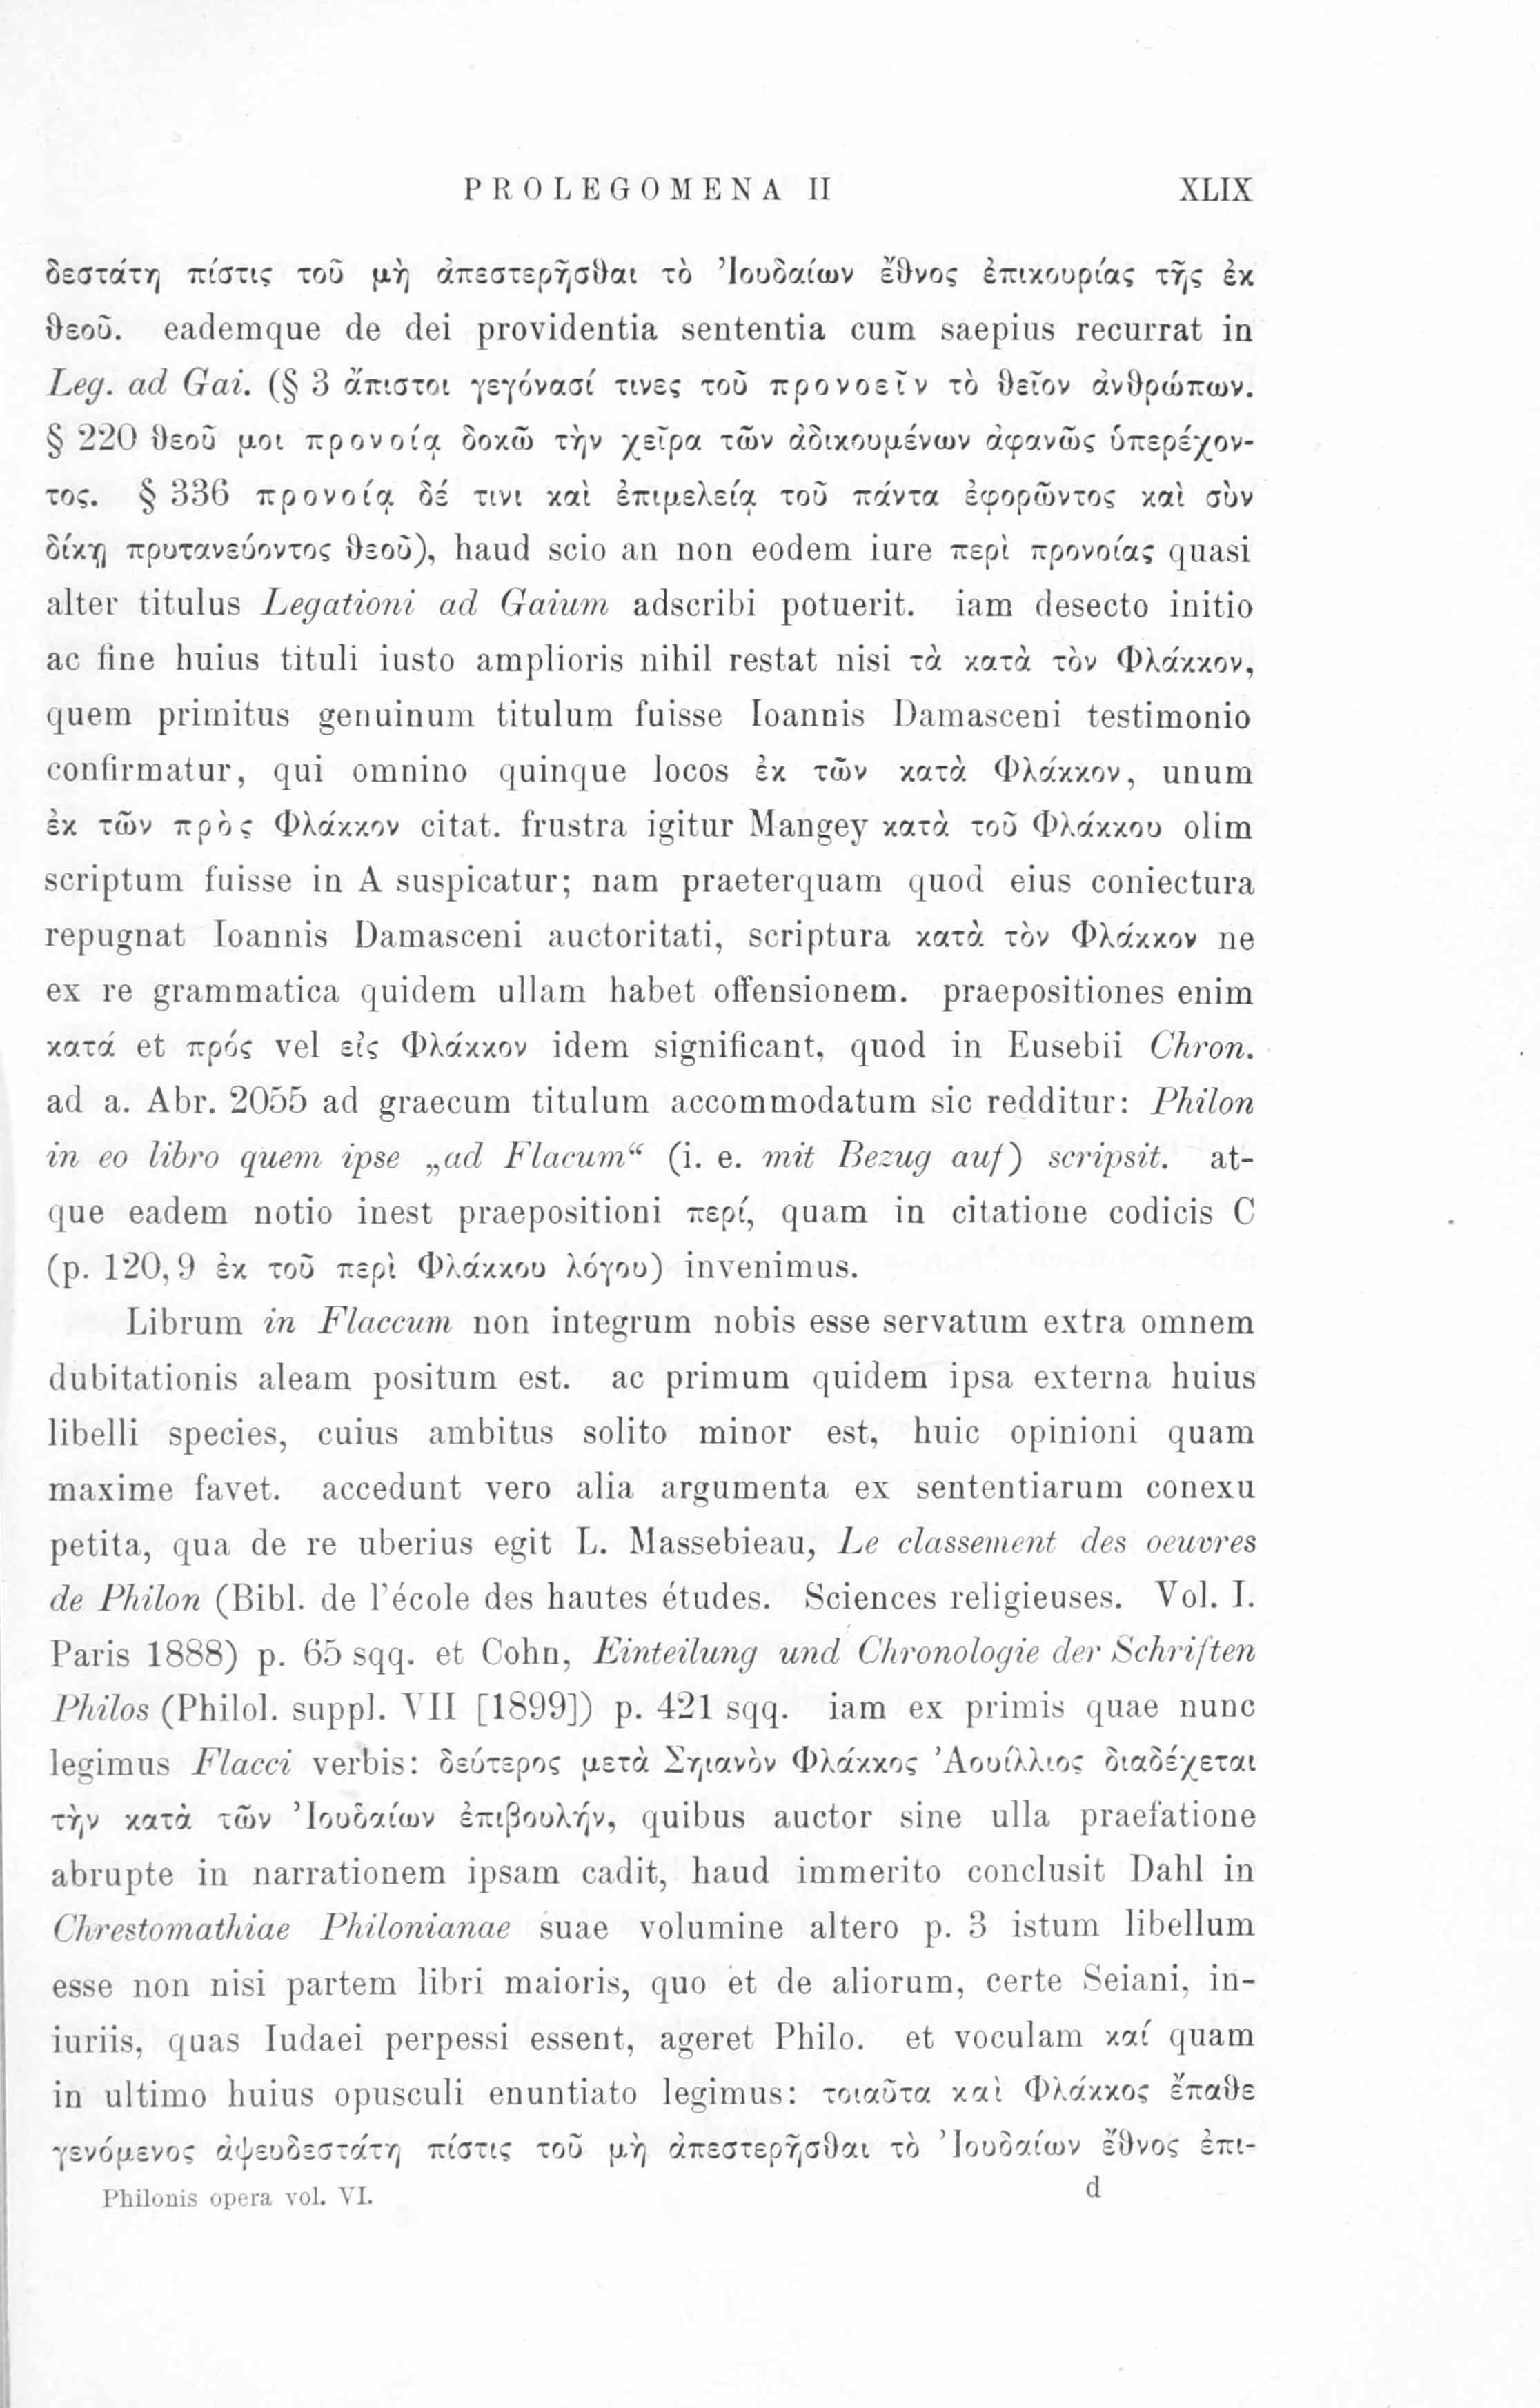 PROLEGOMENA II XLIX
δεστάτη πίστις τοῦ μὴ ἀπεστερῆσθαι τὸ Ἰουδαίων ἔθνος ἐπικουρίας τῆς ἐκ
θεοῦ. eademque de dei providentia sententia cum saepius recurrat in
Leg. ad Gai. (§ 3 ἄπιστοι γεγόνασί τινες τοῦ προνοεῖν τὸ θεῖον ἀνθρώπων.
§ 220 θεοῦ μοι προνοίᾳ δοκῶ τὴν χεῖρα τῶν ἀδικουμένων ἀφανῶς ὑπερέχον-
τος. § 336 προνοίᾳ δέ τινι καὶ ἐπιμελείᾳ τοῦ πάντα ἐφορῶντος καὶ σὺν
δίκῃ πρυτανεύοντος θεοῦ), haud scio an non eodem iure περὶ προνοίας quasi
alter titulus Legationi ad Gaium adscribi potuerit. iam desecto initio
ac fine huius tituli iusto amplioris nihil restat nisi τὰ κατὰ τὸν Φλάκκον,
quem primitus genuinum titulum fuisse Ioannis Damasceni testimonio
confirmatur, qui omnino quinque locos ἐκ τῶν κατὰ Φλάκκον, unum
ἐκ τῶν πρὸς Φλάκκον citat. frustra igitur Mangey κατὰ τοῦ Φλάκκου olim
scriptum fuisse in A suspicatur; nam praeterquam quod eius coniectura
repugnat Ioannis Damasceni auctoritati, scriptura κατὰ τὸν Φλάκκον ne
ex re grammatica quidem ullam habet offensionem. praepositiones enim
κατά et πρός vel εἰς Φλάκκον idem significant, quod in Eusebii Chron.
ad a. Abr. 2055 ad graecum titulum accommodatum sic redditur: Philon
in eo libro quem ipse „ad Flacum“ (i. e. mit Bezug auf) scripsit. at-
que eadem notio inest praepositioni περί, quam in citatione codicis C
(p. 120,9 ἐκ τοῦ περὶ Φλάκκου λόγου) invenimus.
Librum in Flaccum non integrum nobis esse servatum extra omnem
dubitationis aleam positum est. ac primum quidem ipsa externa huius
libelli species, cuius ambitus solito minor est, huic opinioni quam
maxime favet. accedunt vero alia argumenta ex sententiarum conexu
petita, qua de re uberius egit L. Massebieau, Le classement des oeuvres
de Philon (Bibl. de l'école des hautes études. Sciences religieuses. Vol. I.
Paris 1888) p. 65 sqq. et Cohn, Einteilung und Chronologie der Schriften
Philos (Philol. suppl. VII [1899]) p. 421 sqq. iam ex primis quae nunc
legimus Flacci verbis: δεύτερος μετὰ Σηιανὸν Φλάκκος Ἀουίλλιος διαδέχεται
τὴν κατὰ τῶν Ἰουδαίων ἐπιβουλήν, quibus auctor sine ulla praefatione
abrupte in narrationem ipsam cadit, haud immerito conclusit Dahl in
Chrestomathiae Philonianae suae volumine altero p. 3 istum libellum
esse non nisi partem libri maioris, quo et de aliorum, certe Seiani, in-
iuriis, quas Iudaei perpessi essent, ageret Philo. et voculam καί quam
in ultimo huius opusculi enuntiato legimus: τοιαῦτα καὶ Φλάκκος ἔπαθε
γενόμενος ἀψευδεστάτη πίστις τοῦ μὴ ἀπεστερῆσθαι τὸ Ἰουδαίων ἔθνος ἐπι-
Philonis opera vol. VI. d